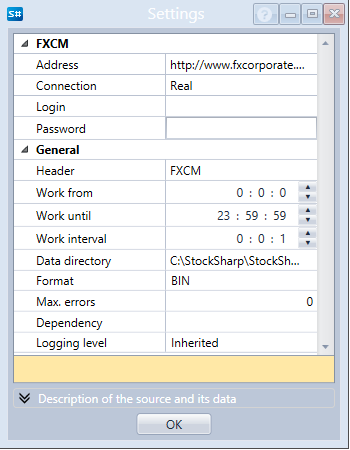 S# Settings
FXCM
Address http://www.fxcorporate....
Connection Real
Login
Password
General
Header FXCM
Work from 0 : 0 : 0
Work until 23 : 59 : 59
Work interval 0 : 0 : 1
Data directory C:\StockSharp\StockSh...
Format BIN
Max. errors 0
Dependency
Logging level Inherited
Description of the source and its data
OK